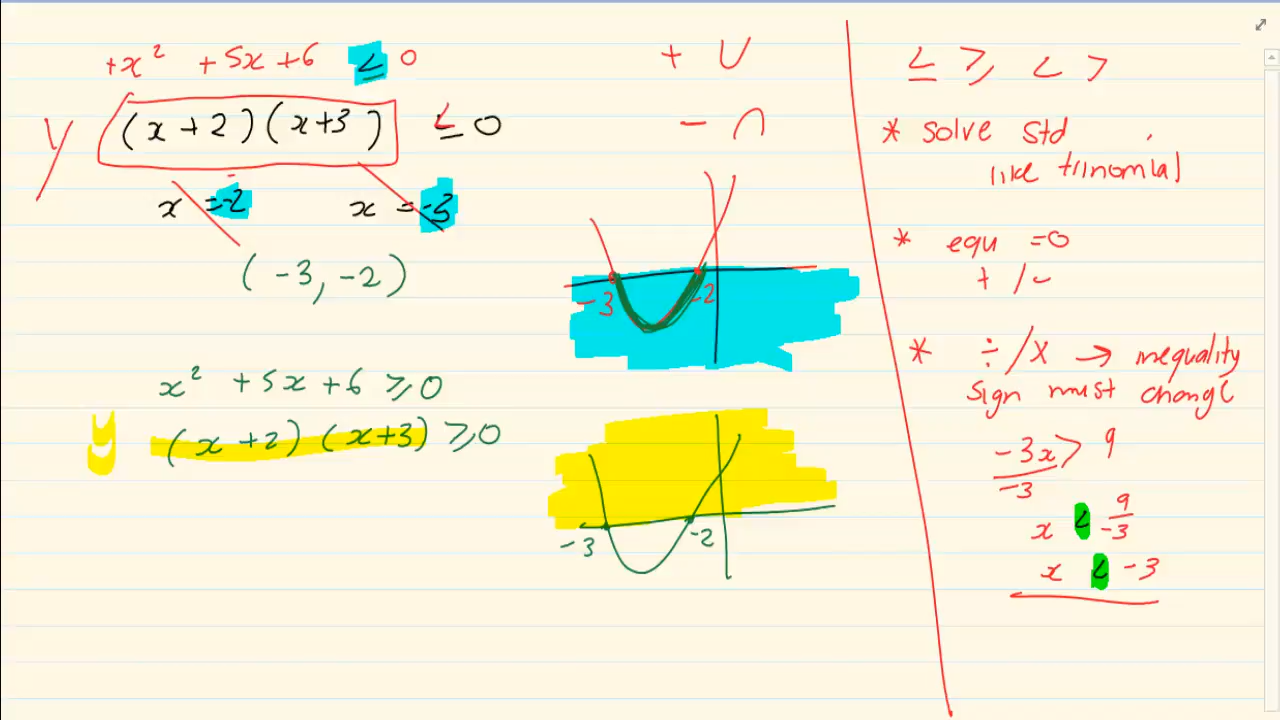 +x² + 5x + 6 ≤ 0
y (x + 2)(x + 3) ≤ 0
x = -2 x = -3
(-3, -2)
x² + 5x + 6 ≥ 0
y (x + 2)(x + 3) ≥ 0
+ ∪
- ∩
-3 -2
-3 -2
≤ ≥, < >
* solve std
like trinomial
* equ = 0
+ / -
* ÷/x → inequality
sign must change
-3x > 9
-3
x < 9/-3
x < -3